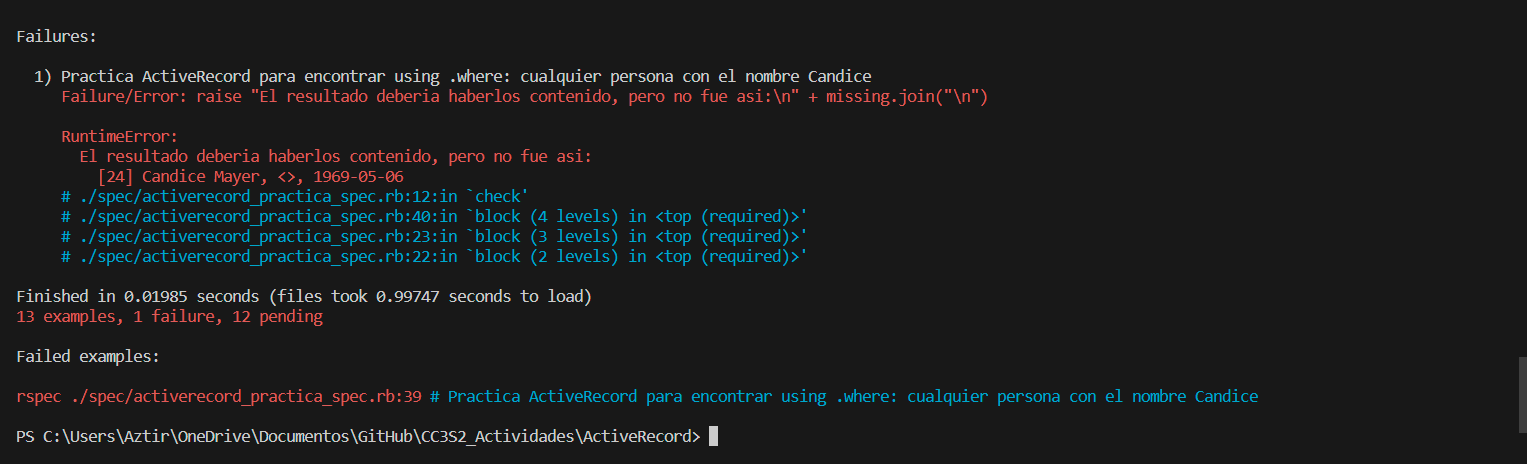 Failures:
1) Practica ActiveRecord para encontrar using .where: cualquier persona con el nombre Candice
Failure/Error: raise "El resultado deberia haberlos contenido, pero no fue asi:\n" + missing.join("\n")
RuntimeError:
El resultado deberia haberlos contenido, pero no fue asi:
[24] Candice Mayer, <>, 1969-05-06
# ./spec/activerecord_practica_spec.rb:12:in `check'
# ./spec/activerecord_practica_spec.rb:40:in `block (4 levels) in <top (required)>'
# ./spec/activerecord_practica_spec.rb:23:in `block (3 levels) in <top (required)>'
# ./spec/activerecord_practica_spec.rb:22:in `block (2 levels) in <top (required)>'
Finished in 0.01985 seconds (files took 0.99747 seconds to load)
13 examples, 1 failure, 12 pending
Failed examples:
rspec ./spec/activerecord_practica_spec.rb:39 # Practica ActiveRecord para encontrar using .where: cualquier persona con el nombre Candice
PS C:\Users\Aztir\OneDrive\Documentos\GitHub\CC3S2_Actividades\ActiveRecord>